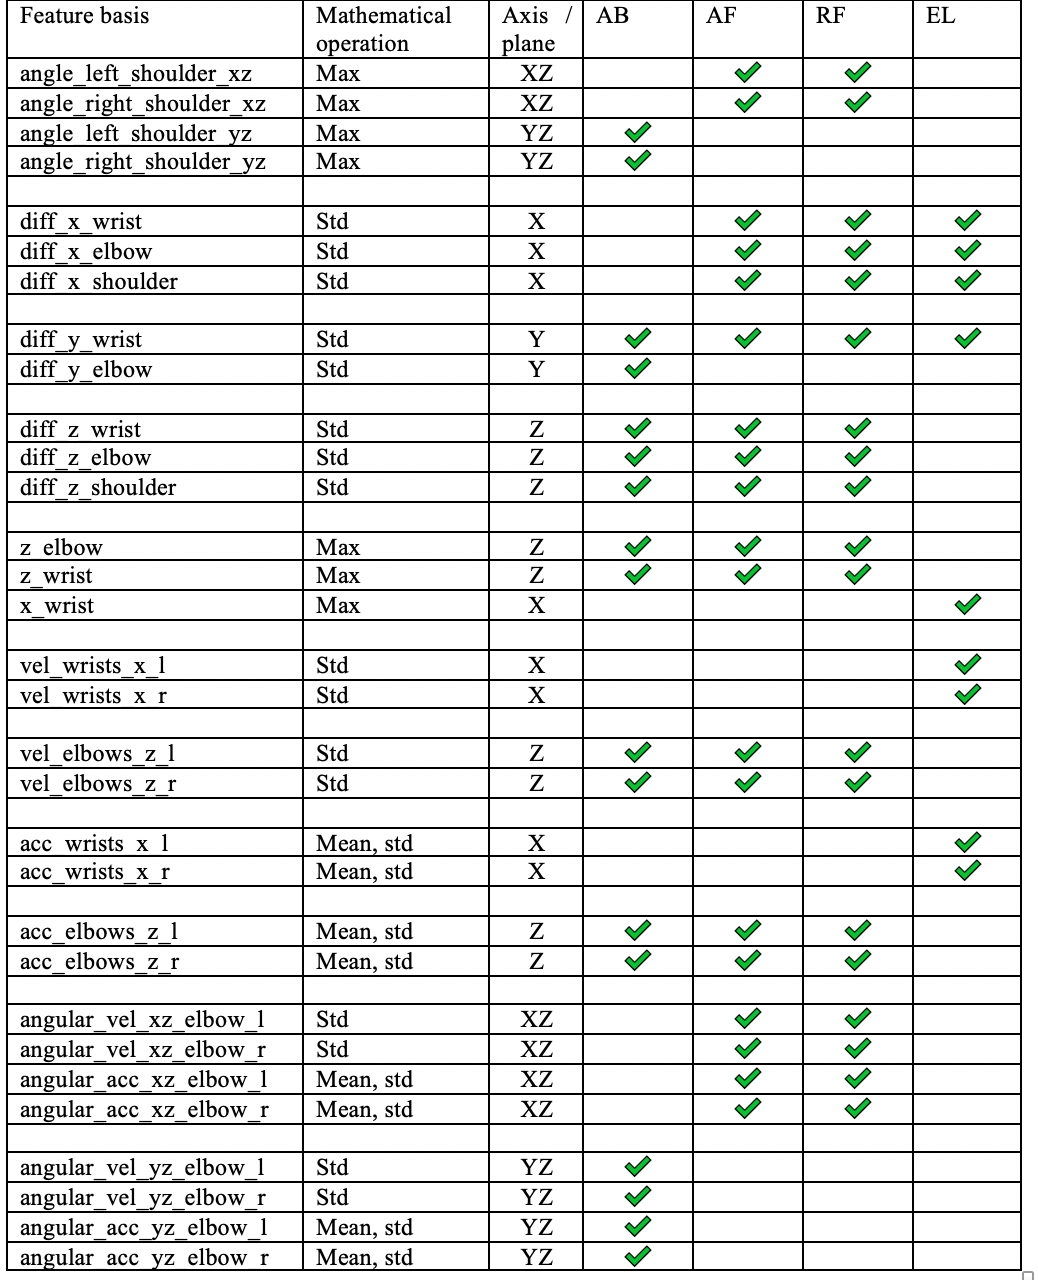 Feature basis Mathematical operation Axis / plane AB AF RF EL
angle_left_shoulder_xz Max XZ ✔ ✔
angle_right_shoulder_xz Max XZ ✔ ✔
angle_left_shoulder_yz Max YZ ✔
angle_right_shoulder_yz Max YZ ✔
diff_x_wrist Std X ✔ ✔ ✔
diff_x_elbow Std X ✔ ✔ ✔
diff_x_shoulder Std X ✔ ✔ ✔
diff_y_wrist Std Y ✔ ✔ ✔ ✔
diff_y_elbow Std Y ✔
diff_z_wrist Std Z ✔ ✔ ✔
diff_z_elbow Std Z ✔ ✔ ✔
diff_z_shoulder Std Z ✔ ✔ ✔
z_elbow Max Z ✔ ✔ ✔
z_wrist Max Z ✔ ✔ ✔
x_wrist Max X ✔
vel_wrists_x_l Std X ✔
vel_wrists_x_r Std X ✔
vel_elbows_z_l Std Z ✔ ✔ ✔
vel_elbows_z_r Std Z ✔ ✔ ✔
acc_wrists_x_l Mean, std X ✔
acc_wrists_x_r Mean, std X ✔
acc_elbows_z_l Mean, std Z ✔ ✔ ✔
acc_elbows_z_r Mean, std Z ✔ ✔ ✔
angular_vel_xz_elbow_l Std XZ ✔ ✔
angular_vel_xz_elbow_r Std XZ ✔ ✔
angular_acc_xz_elbow_l Mean, std XZ ✔ ✔
angular_acc_xz_elbow_r Mean, std XZ ✔ ✔
angular_vel_yz_elbow_l Std YZ ✔
angular_vel_yz_elbow_r Std YZ ✔
angular_acc_yz_elbow_l Mean, std YZ ✔
angular_acc_yz_elbow_r Mean, std YZ ✔